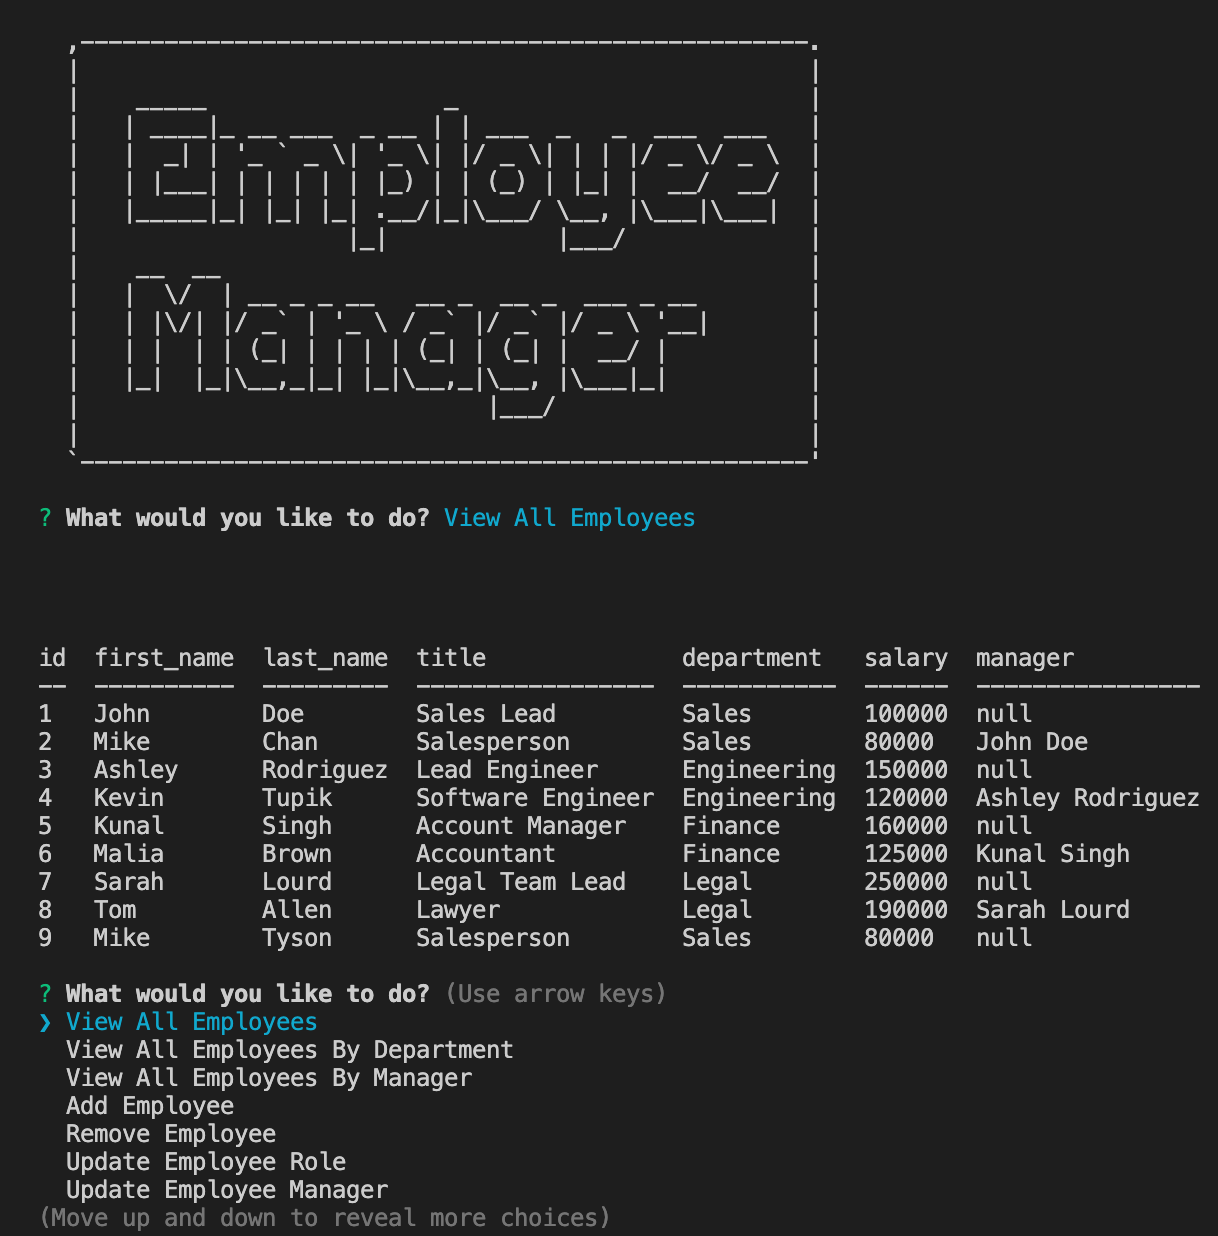 Employee
Manager
? What would you like to do? View All Employees
id  first_name  last_name  title              department   salary  manager
--  ----------  ---------  -----------------  -----------  ------  ----------------
1   John        Doe        Sales Lead         Sales        100000  null
2   Mike        Chan       Salesperson        Sales        80000   John Doe
3   Ashley      Rodriguez  Lead Engineer      Engineering  150000  null
4   Kevin       Tupik      Software Engineer  Engineering  120000  Ashley Rodriguez
5   Kunal       Singh      Account Manager    Finance      160000  null
6   Malia       Brown      Accountant         Finance      125000  Kunal Singh
7   Sarah       Lourd      Legal Team Lead    Legal        250000  null
8   Tom         Allen      Lawyer             Legal        190000  Sarah Lourd
9   Mike        Tyson      Salesperson        Sales        80000   null
? What would you like to do? (Use arrow keys)
❯ View All Employees
  View All Employees By Department
  View All Employees By Manager
  Add Employee
  Remove Employee
  Update Employee Role
  Update Employee Manager
(Move up and down to reveal more choices)